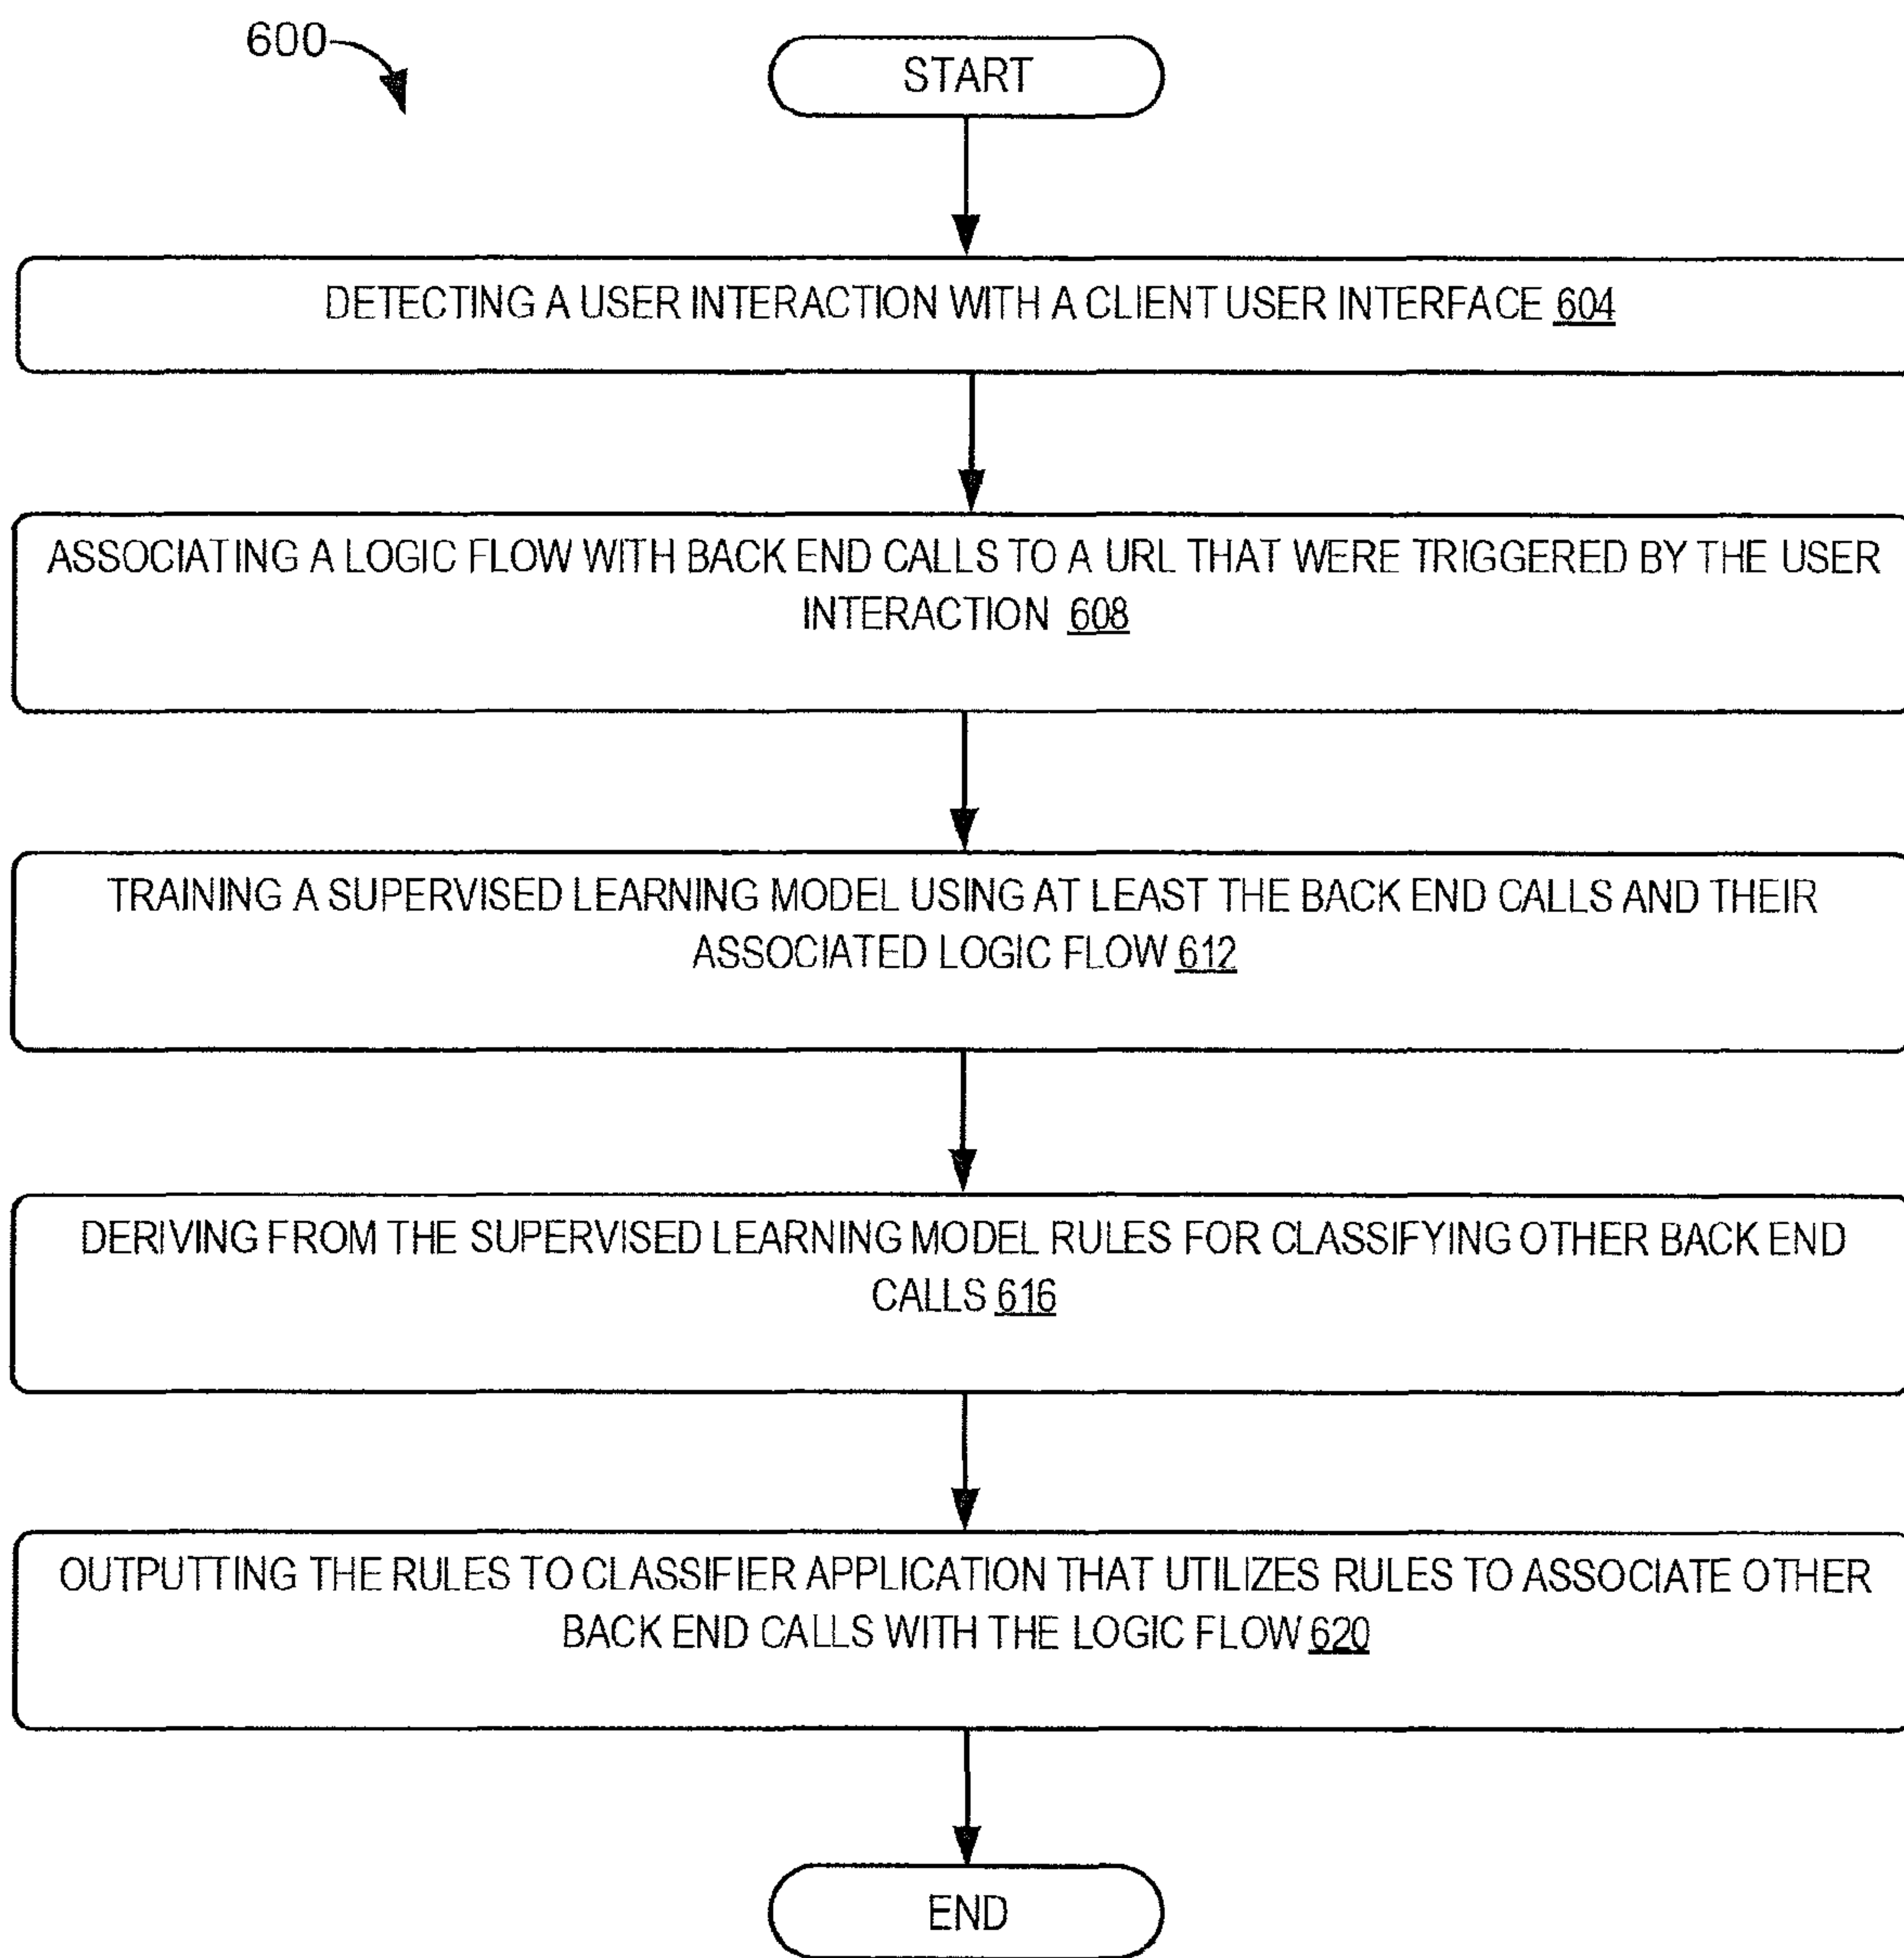 600
START
DETECTING A USER INTERACTION WITH A CLIENT USER INTERFACE 604
ASSOCIATING A LOGIC FLOW WITH BACK END CALLS TO A URL THAT WERE TRIGGERED BY THE USER
INTERACTION 608
TRAINING A SUPERVISED LEARNING MODEL USING AT LEAST THE BACK END CALLS AND THEIR
ASSOCIATED LOGIC FLOW 612
DERIVING FROM THE SUPERVISED LEARNING MODEL RULES FOR CLASSIFYING OTHER BACK END
CALLS 616
OUTPUTTING THE RULES TO CLASSIFIER APPLICATION THAT UTILIZES RULES TO ASSOCIATE OTHER
BACK END CALLS WITH THE LOGIC FLOW 620
END